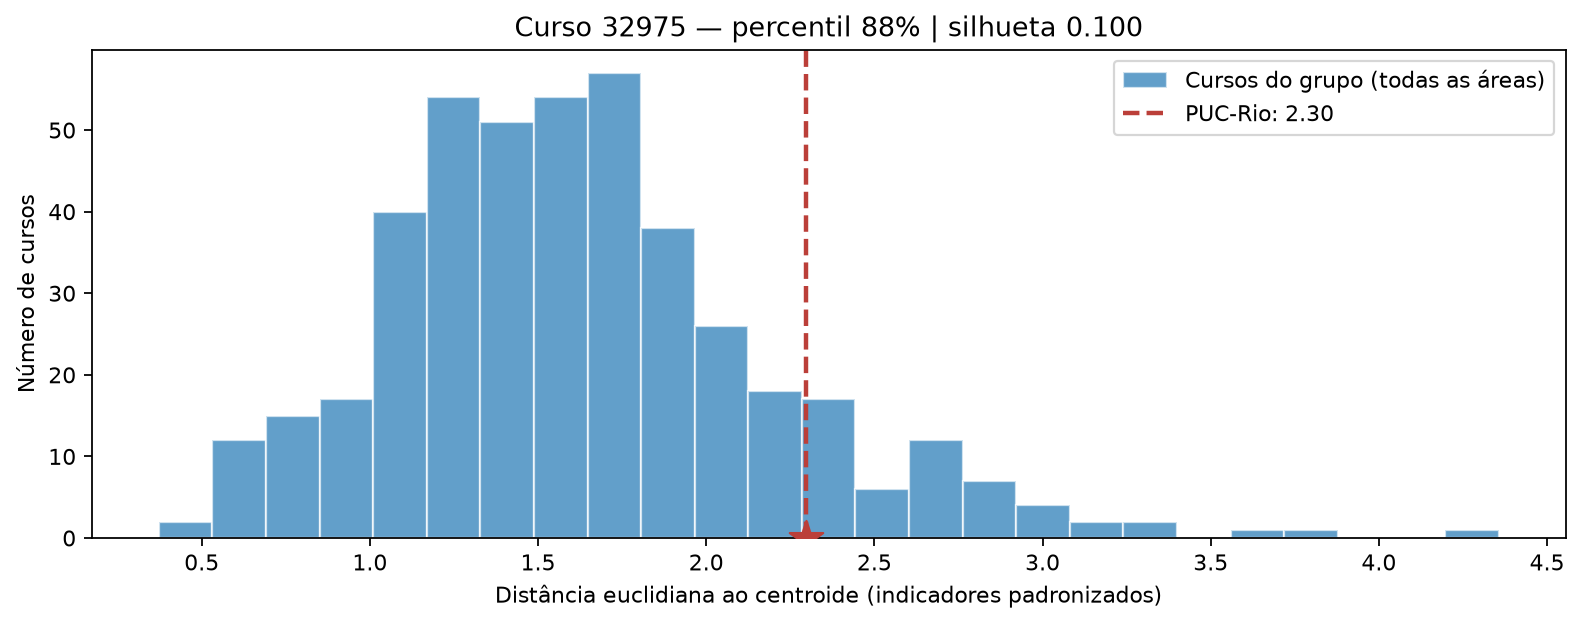 Curso 32975 — percentil 88% | silhueta 0.100
Cursos do grupo (todas as áreas)
PUC-Rio: 2.30
Número de cursos
50
40
30
20
10
0
0.5 1.0 1.5 2.0 2.5 3.0 3.5 4.0 4.5
Distância euclidiana ao centroide (indicadores padronizados)